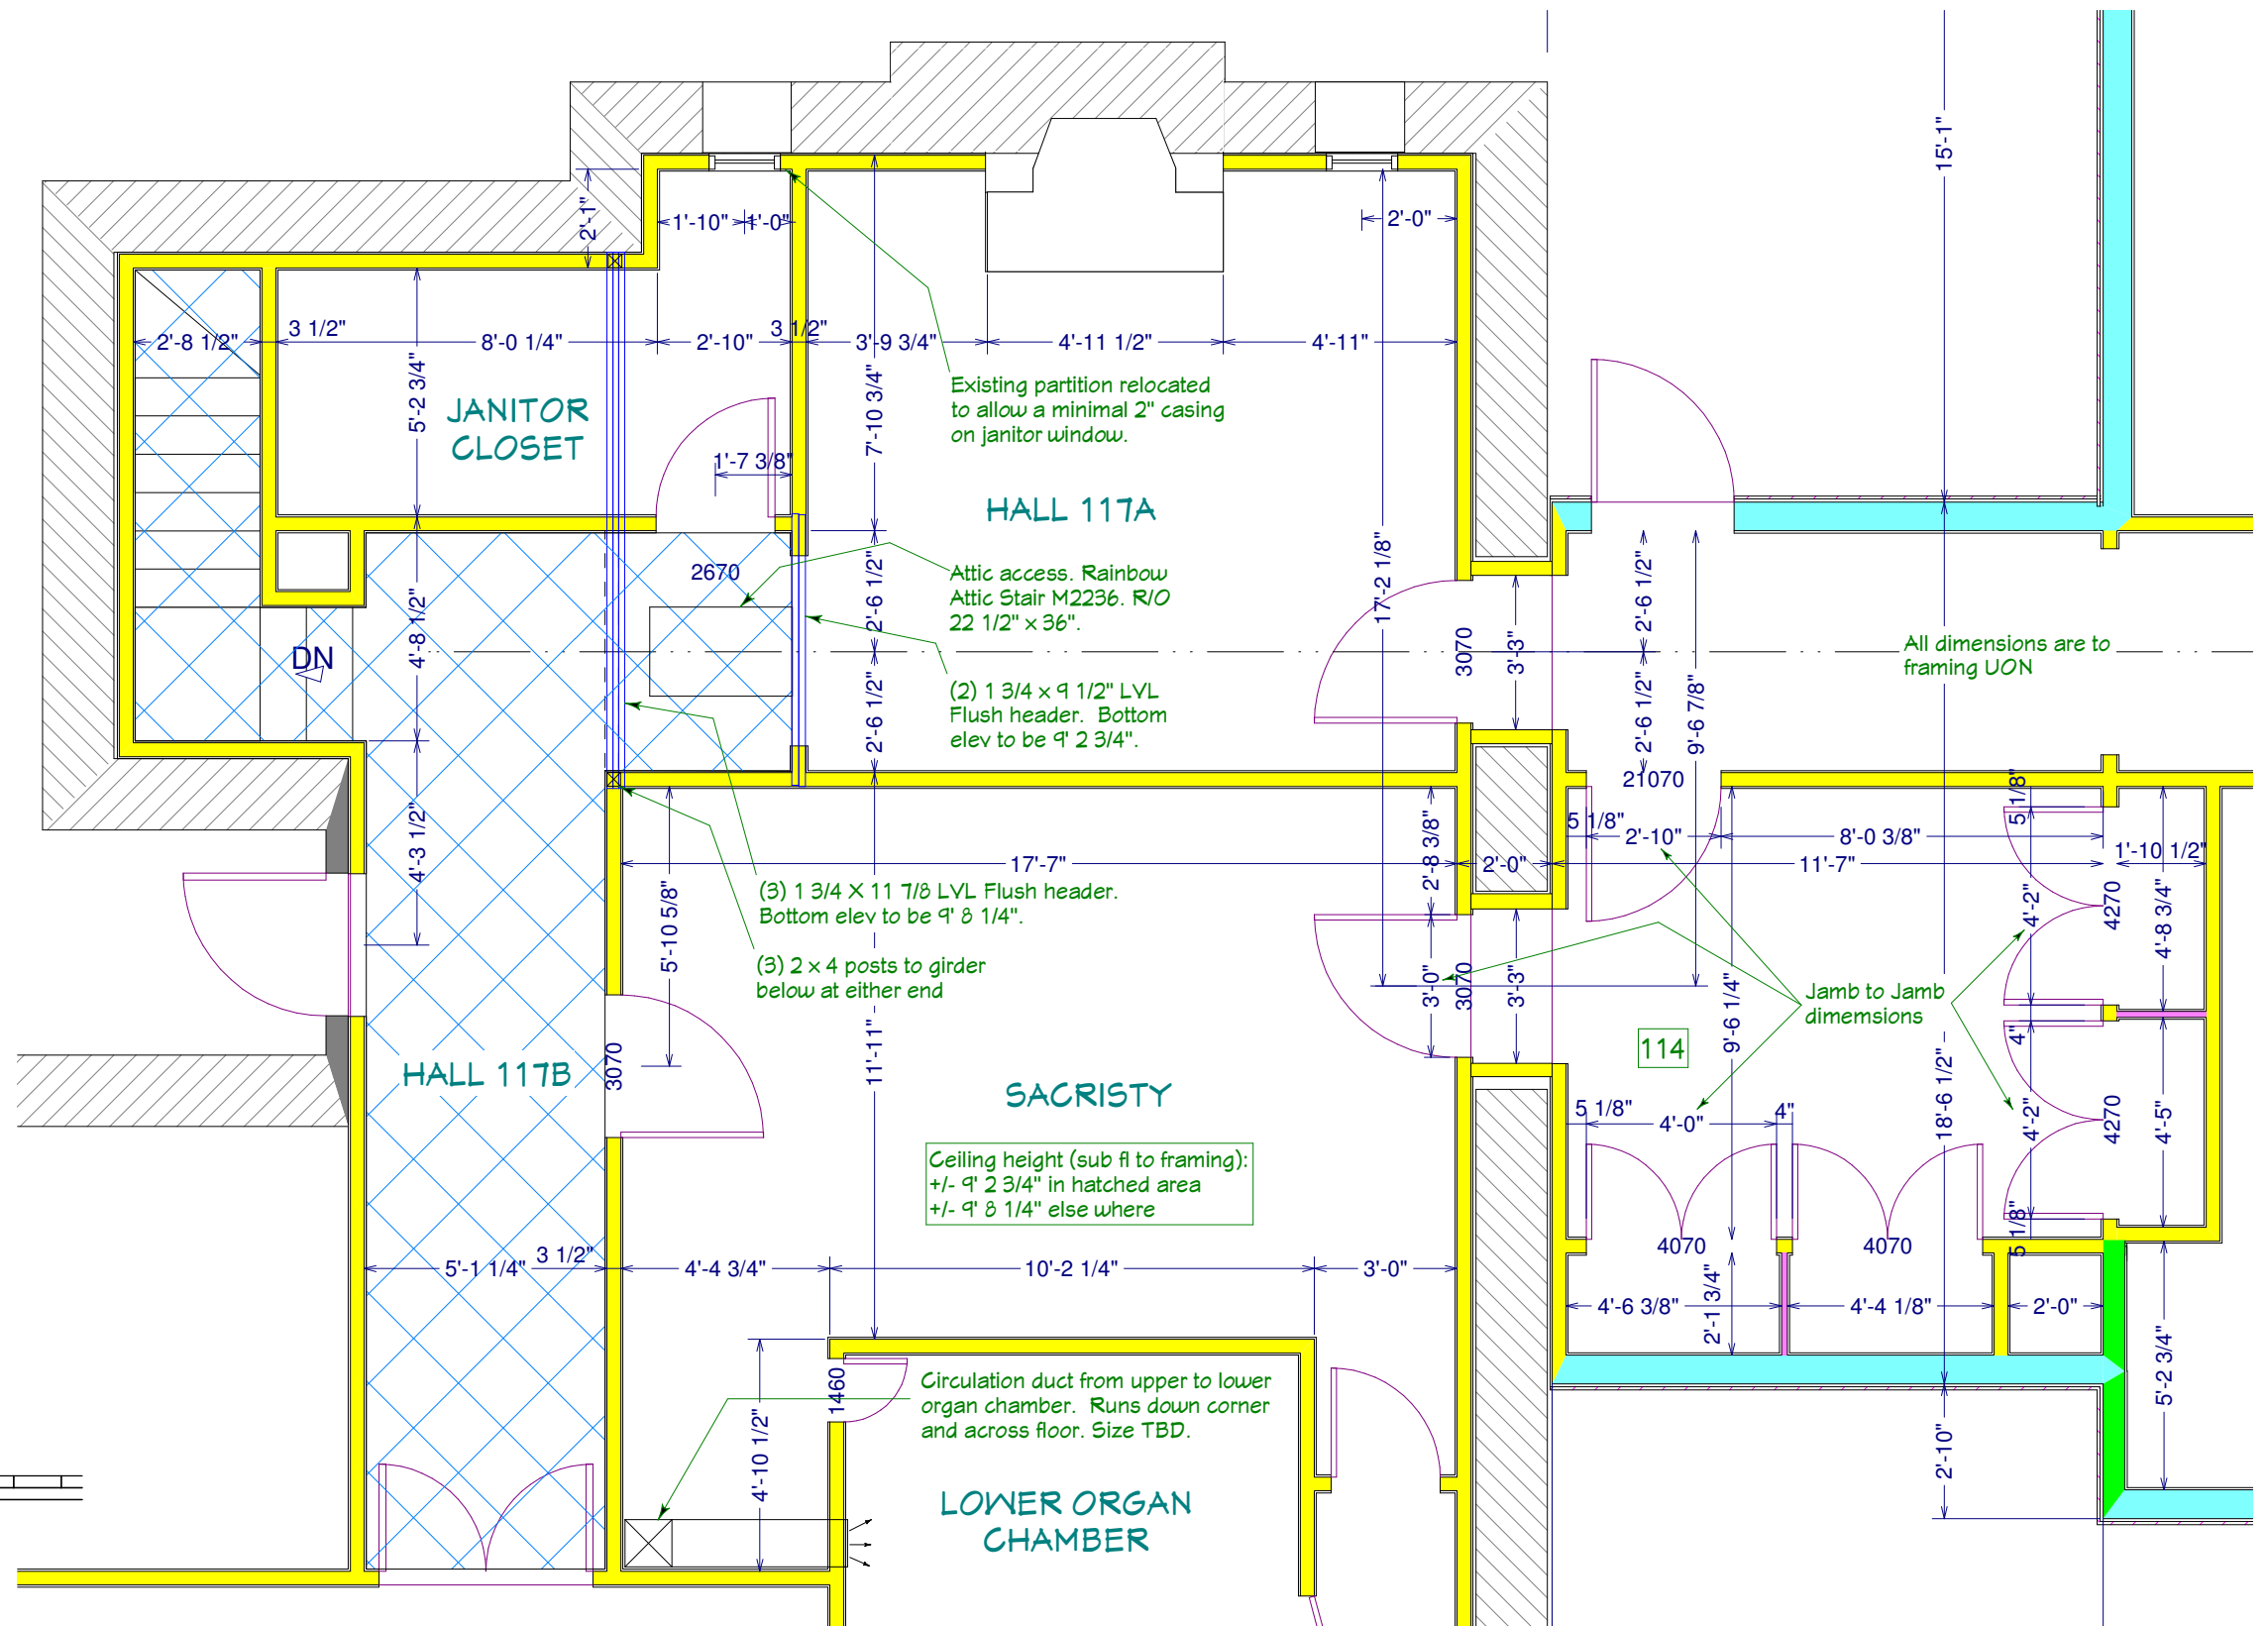 15'-1"
2'-1"
1'-10"
1'-0"
2'-0"
2'-8 1/2"
3 1/2"
8'-0 1/4"
2'-10"
3 1/2"
3'-9 3/4"
4'-11 1/2"
4'-11"
5'-2 3/4"
7'-10 3/4"
JANITOR
CLOSET
Existing partition relocated
to allow a minimal 2" casing
on janitor window.
1'-7 3/8"
HALL 117A
17'-2 1/8"
2670
Attic access. Rainbow
Attic Stair M2236. R/O
22 1/2" x 36".
4'-8 1/2"
2'-6 1/2"
2'-6 1/2"
3070
3'-3"
2'-6 1/2"
2'-6 1/2"
9'-6 7/8"
All dimensions are to
framing UON
DN
(2) 1 3/4 x 9 1/2" LVL
Flush header. Bottom
elev to be 9' 2 3/4".
21070
5 1/8"
2'-10"
8'-0 3/8"
5 1/8"
4'-3 1/2"
17'-7"
2'-8 3/8"
2'-0"
11'-7"
1'-10 1/2"
(3) 1 3/4 X 11 7/8 LVL Flush header.
Bottom elev to be 9' 8 1/4".
5'-10 5/8"
4'-2"
4270
4'-8 3/4"
(3) 2 x 4 posts to girder
below at either end
3'-0"
3070
3'-3"
Jamb to Jamb
dimemsions
9'-6 1/4"
114
4"
HALL 117B
3070
11'-11"
SACRISTY
18'-6 1/2"
5 1/8"
4'-0"
4"
4'-2"
4270
4'-5"
Ceiling height (sub fl to framing):
+/- 9' 2 3/4" in hatched area
+/- 9' 8 1/4" else where
5'-1 1/4"
3 1/2"
4'-4 3/4"
10'-2 1/4"
3'-0"
4070
4070
5 1/8"
4'-6 3/8"
2'-1 3/4"
4'-4 1/8"
2'-0"
5'-2 3/4"
1460
Circulation duct from upper to lower
organ chamber. Runs down corner
and across floor. Size TBD.
4'-10 1/2"
2'-10"
LOWER ORGAN
CHAMBER